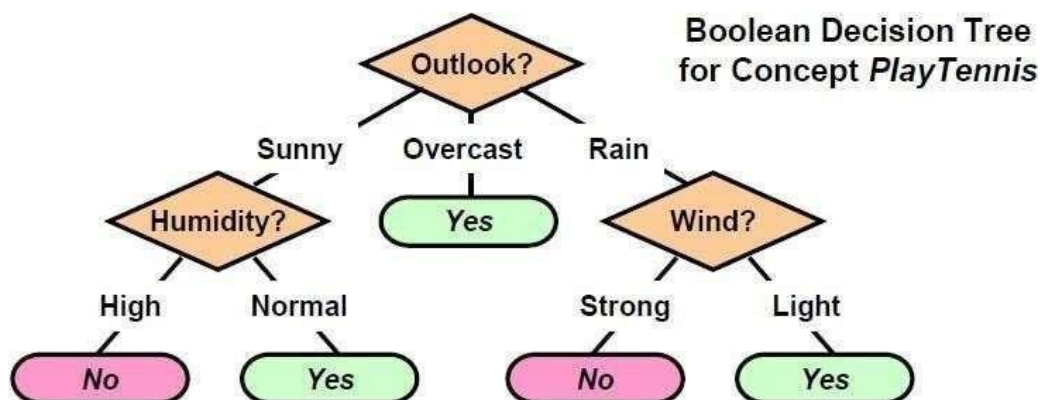 Boolean Decision Tree
for Concept PlayTennis
Outlook?
Sunny Overcast Rain
Humidity? Yes Wind?
High Normal Strong Light
No Yes No Yes